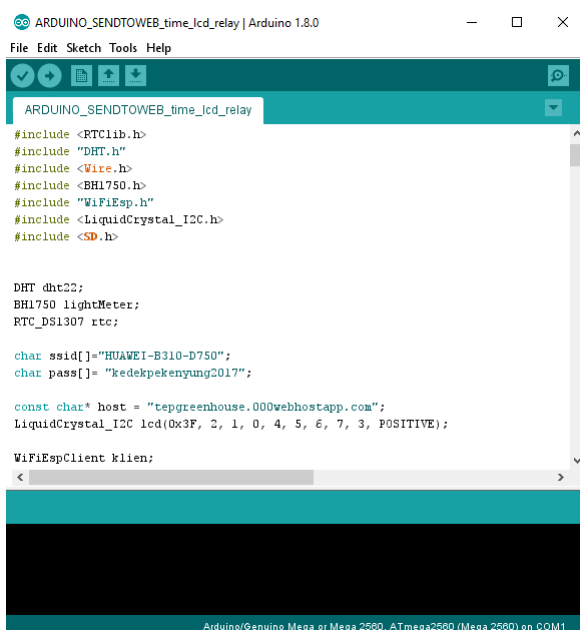 ARDUINO_SENDTOWEB_time_lcd_relay | Arduino 1.8.0
File Edit Sketch Tools Help
ARDUINO_SENDTOWEB_time_lcd_relay
#include <RTClib.h>
#include "DHT.h"
#include <Wire.h>
#include <BH1750.h>
#include "WiFiEsp.h"
#include <LiquidCrystal_I2C.h>
#include <SD.h>
DHT dht22;
BH1750 lightMeter;
RTC_DS1307 rtc;
char ssid[]="HUAWEI-B310-D750";
char pass[]= "kedekpekenyung2017";
const char* host = "tepgreenhouse.000webhostapp.com";
LiquidCrystal_I2C lcd(0x3F, 2, 1, 0, 4, 5, 6, 7, 3, POSITIVE);
WiFiEspClient klien;
Arduino/Genuino Mega or Mega 2560, ATmega2560 (Mega 2560) on COM1